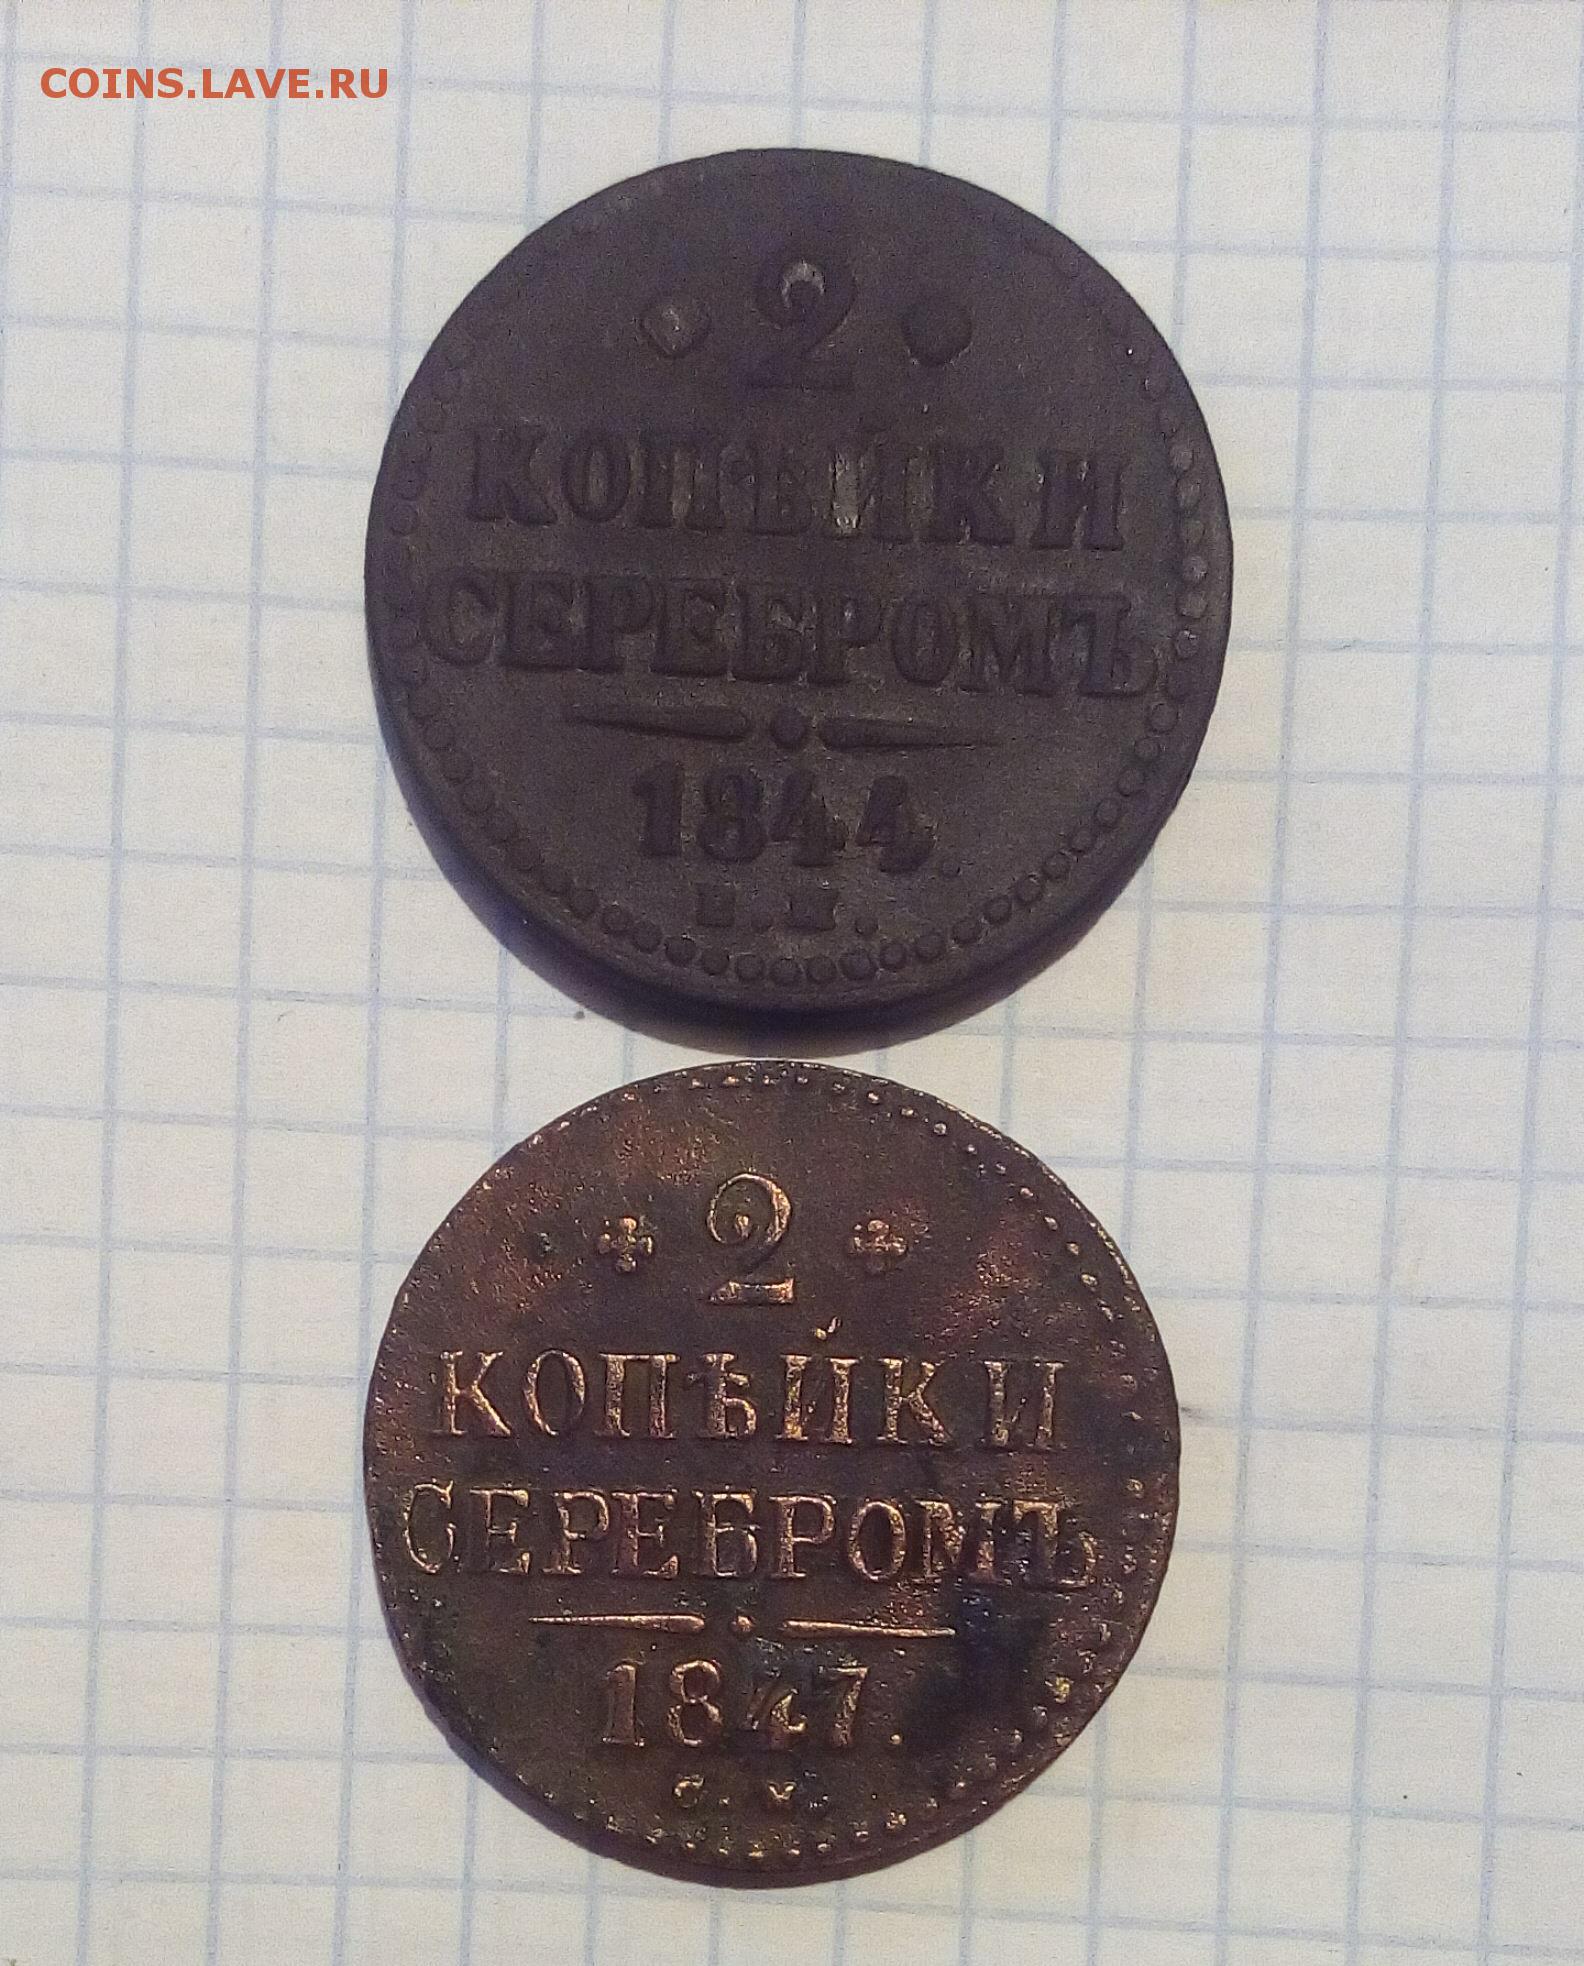 COINS.LAVE.RU
2
КОПѢЙКИ
СЕРЕБРОМЪ
1844.
Е.М.
2
КОПѢЙКИ
СЕРЕБРОМЪ
1847.
С.М.